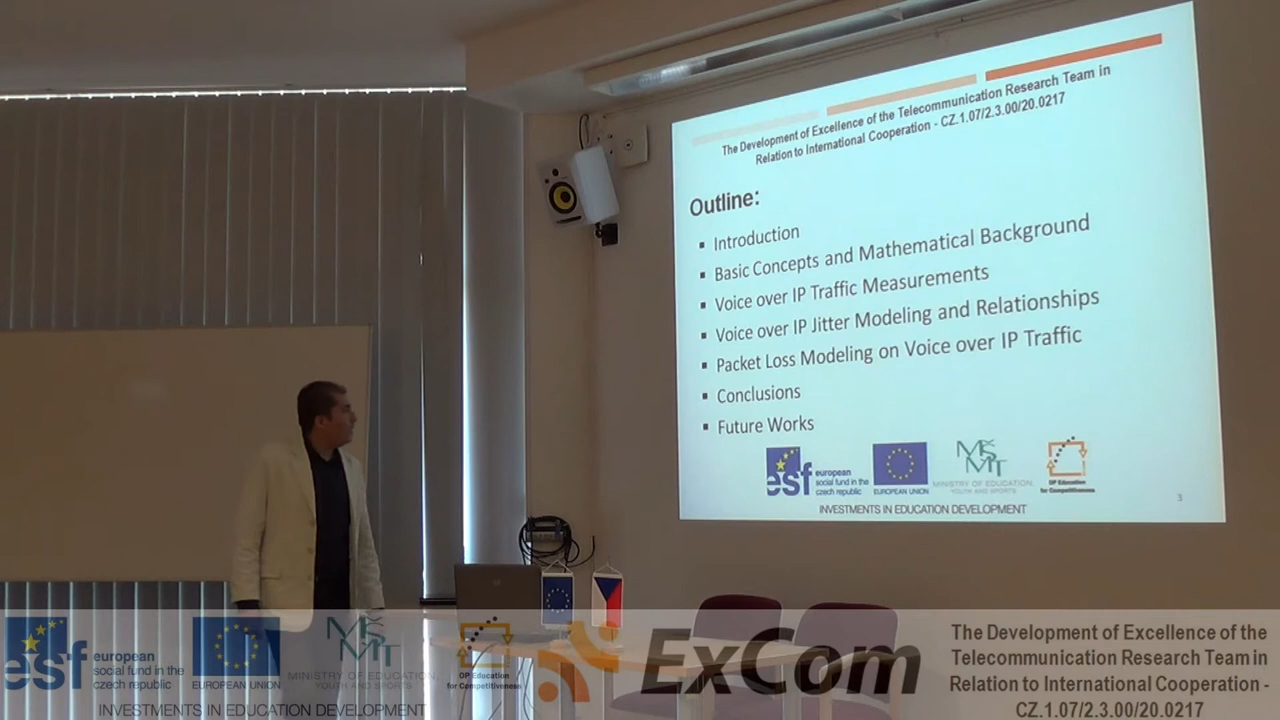 The Development of Excellence of the Telecommunication Research Team in
Relation to International Cooperation - CZ.1.07/2.3.00/20.0217
Outline:
▪ Introduction
▪ Basic Concepts and Mathematical Background
▪ Voice over IP Traffic Measurements
▪ Voice over IP Jitter Modeling and Relationships
▪ Packet Loss Modeling on Voice over IP Traffic
▪ Conclusions
▪ Future Works
esf
european
social fund in the
czech republic
EUROPEAN UNION
MŠMT
MINISTRY OF EDUCATION,
YOUTH AND SPORTS
OP Education
for Competitiveness
INVESTMENTS IN EDUCATION DEVELOPMENT
3
esf
european
social fund in the
czech republic
EUROPEAN UNION
MŠMT
MINISTRY OF EDUCATION,
YOUTH AND SPORTS
OP Education
for Competitiveness
INVESTMENTS IN EDUCATION DEVELOPMENT
ExCom
The Development of Excellence of the
Telecommunication Research Team in
Relation to International Cooperation -
CZ.1.07/2.3.00/20.0217